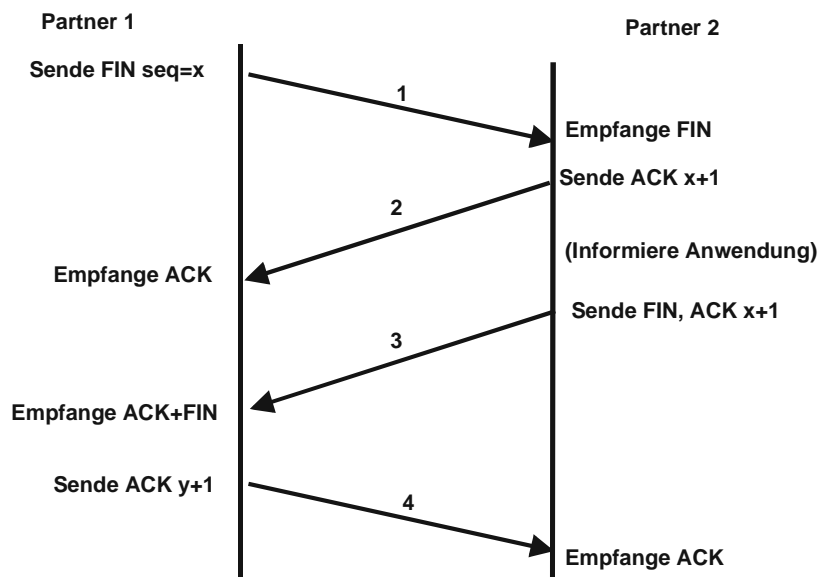 Partner 1
Partner 2
Sende FIN seq=x
1
Empfange FIN
Sende ACK x+1
2
(Informiere Anwendung)
Empfange ACK
Sende FIN, ACK x+1
3
Empfange ACK+FIN
Sende ACK y+1
4
Empfange ACK